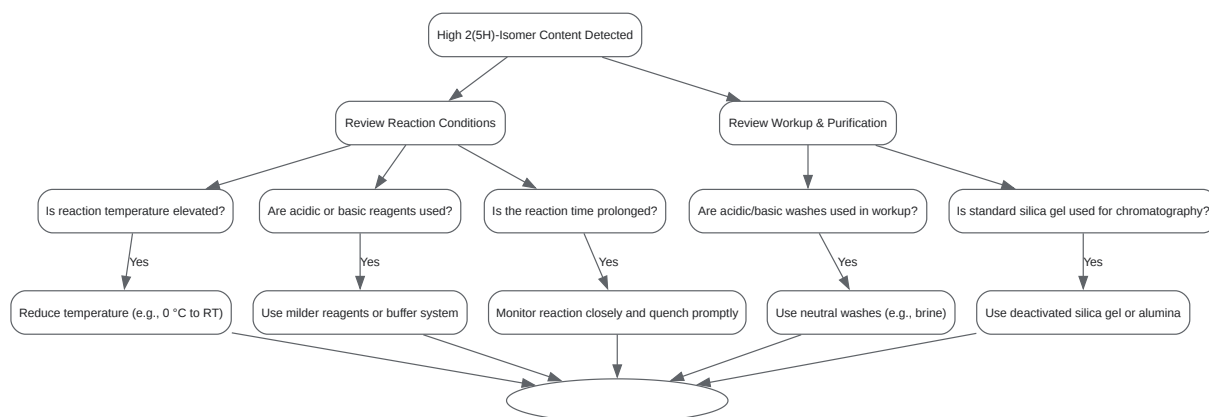 High 2(5H)-Isomer Content Detected
Review Reaction Conditions
Review Workup & Purification
Is reaction temperature elevated?
Are acidic or basic reagents used?
Is the reaction time prolonged?
Are acidic/basic washes used in workup?
Is standard silica gel used for chromatography?
Yes
Yes
Yes
Yes
Yes
Reduce temperature (e.g., 0 °C to RT)
Use milder reagents or buffer system
Monitor reaction closely and quench promptly
Use neutral washes (e.g., brine)
Use deactivated silica gel or alumina